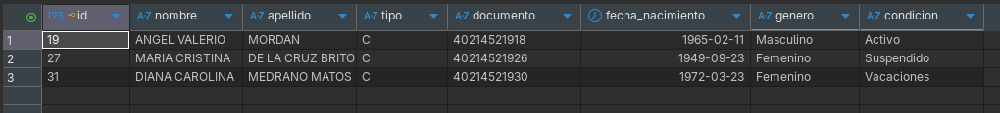 123 id A-Z nombre A-Z apellido A-Z tipo A-Z documento fecha_nacimiento A-Z genero A-Z condicion
1 19 ANGEL VALERIO MORDAN C 40214521918 1965-02-11 Masculino Activo
2 27 MARIA CRISTINA DE LA CRUZ BRITO C 40214521926 1949-09-23 Femenino Suspendido
3 31 DIANA CAROLINA MEDRANO MATOS C 40214521930 1972-03-23 Femenino Vacaciones